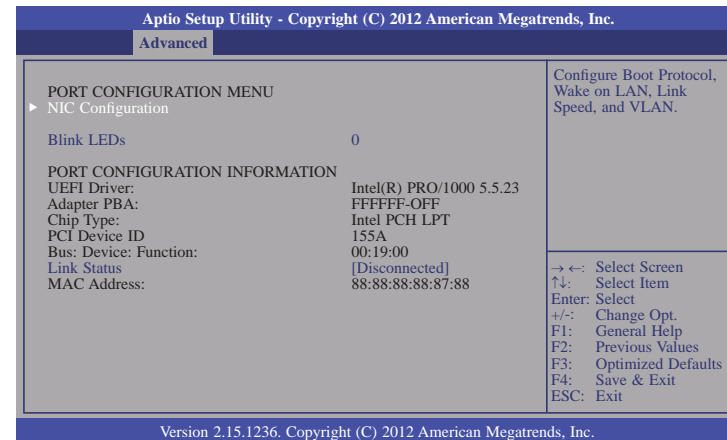 Aptio Setup Utility - Copyright (C) 2012 American Megatrends, Inc.
Advanced
PORT CONFIGURATION MENU
► NIC Configuration
Blink LEDs 0
PORT CONFIGURATION INFORMATION
UEFI Driver: Intel(R) PRO/1000 5.5.23
Adapter PBA: FFFFFF-OFF
Chip Type: Intel PCH LPT
PCI Device ID 155A
Bus: Device: Function: 00:19:00
Link Status [Disconnected]
MAC Address: 88:88:88:88:87:88
Configure Boot Protocol,
Wake on LAN, Link
Speed, and VLAN.
→←: Select Screen
↑↓: Select Item
Enter: Select
+/-: Change Opt.
F1: General Help
F2: Previous Values
F3: Optimized Defaults
F4: Save & Exit
ESC: Exit
Version 2.15.1236. Copyright (C) 2012 American Megatrends, Inc.